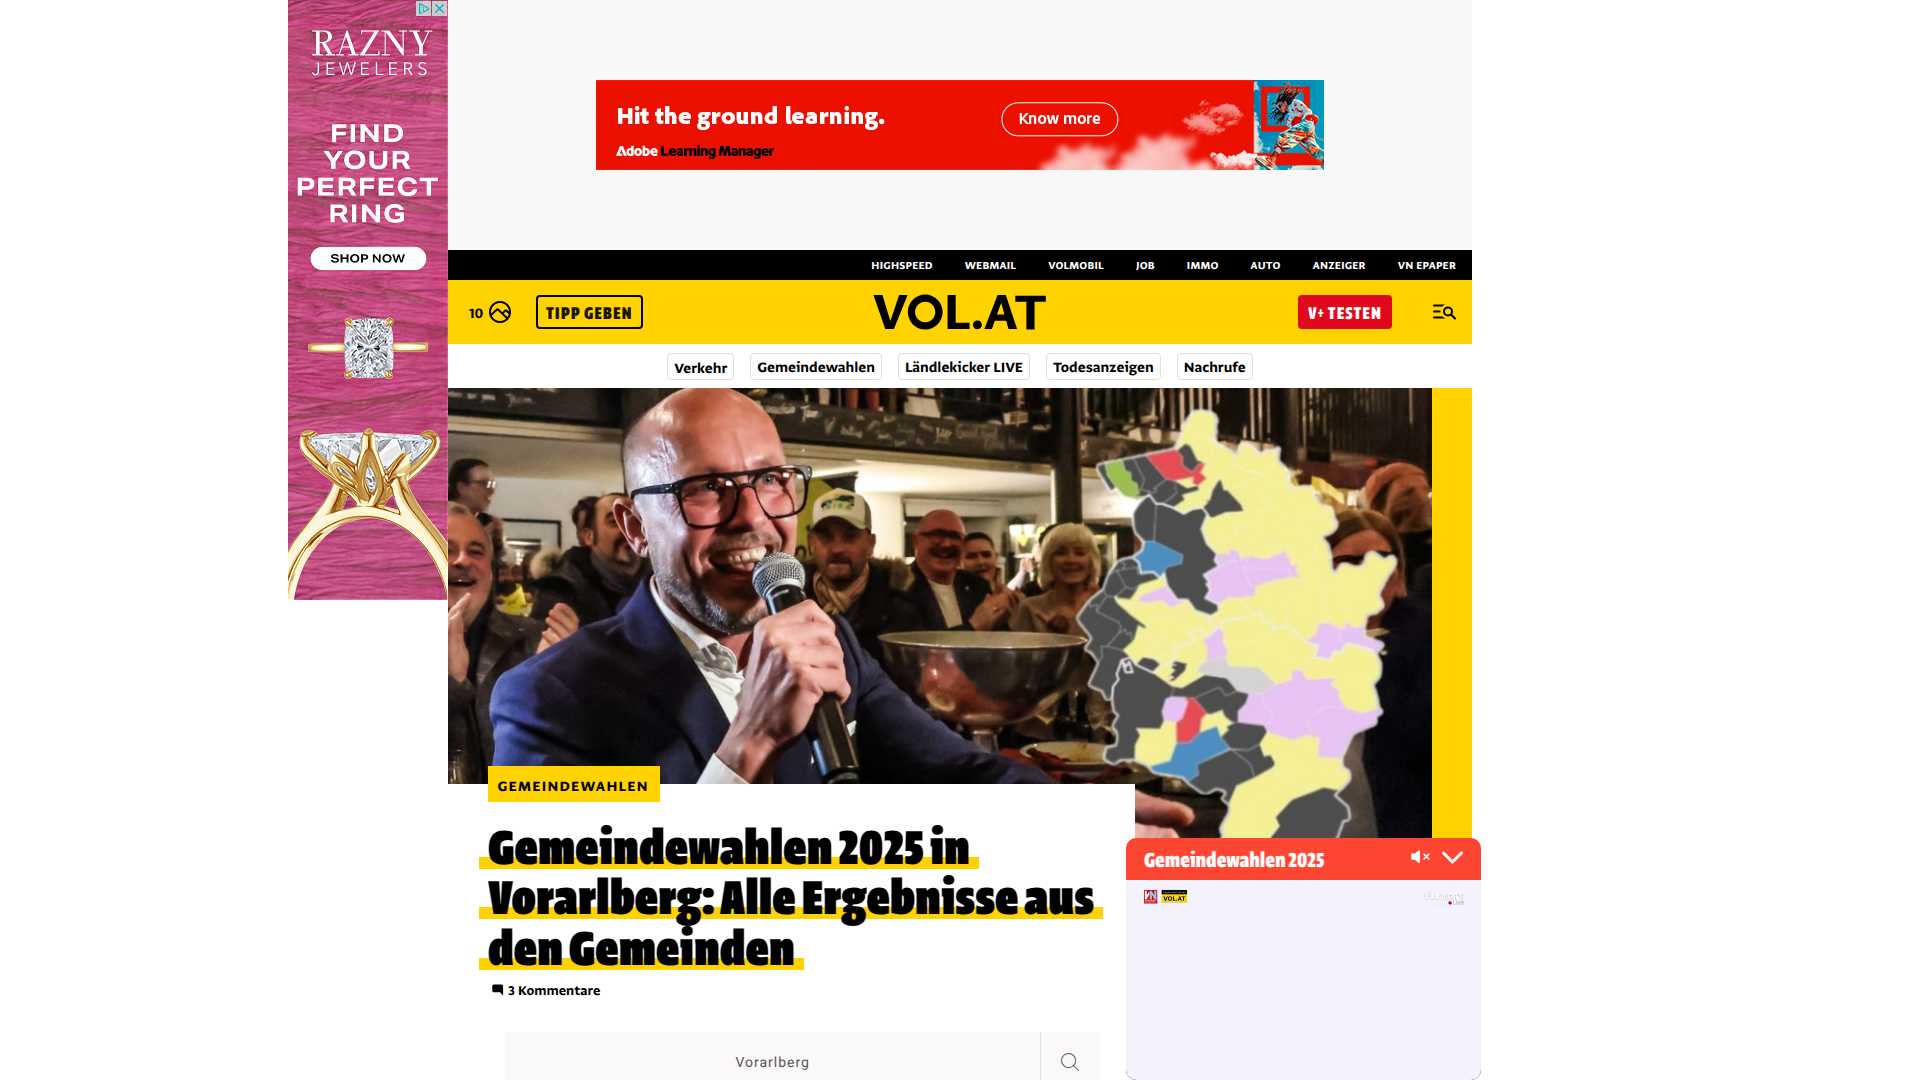 RAZNY
JEWELERS
FIND
YOUR
PERFECT
RING
SHOP NOW
Hit the ground learning.
Adobe Learning Manager
Know more
HIGHSPEED WEBMAIL VOLMOBIL JOB IMMO AUTO ANZEIGER VN EPAPER
10 TIPP GEBEN VOL.AT V+ TESTEN
Verkehr Gemeindewahlen Ländlekicker LIVE Todesanzeigen Nachrufe
GEMEINDEWAHLEN
Gemeindewahlen 2025 in
Vorarlberg: Alle Ergebnisse aus
den Gemeinden
3 Kommentare
Vorarlberg
Gemeindewahlen 2025
VOL.AT